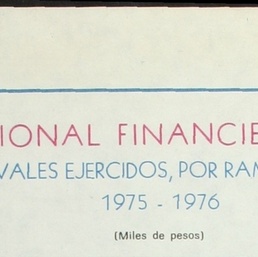 IONAL FINANCIE
VALES EJERCIDOS, POR RAM
1975 - 1976
(Miles de pesos)